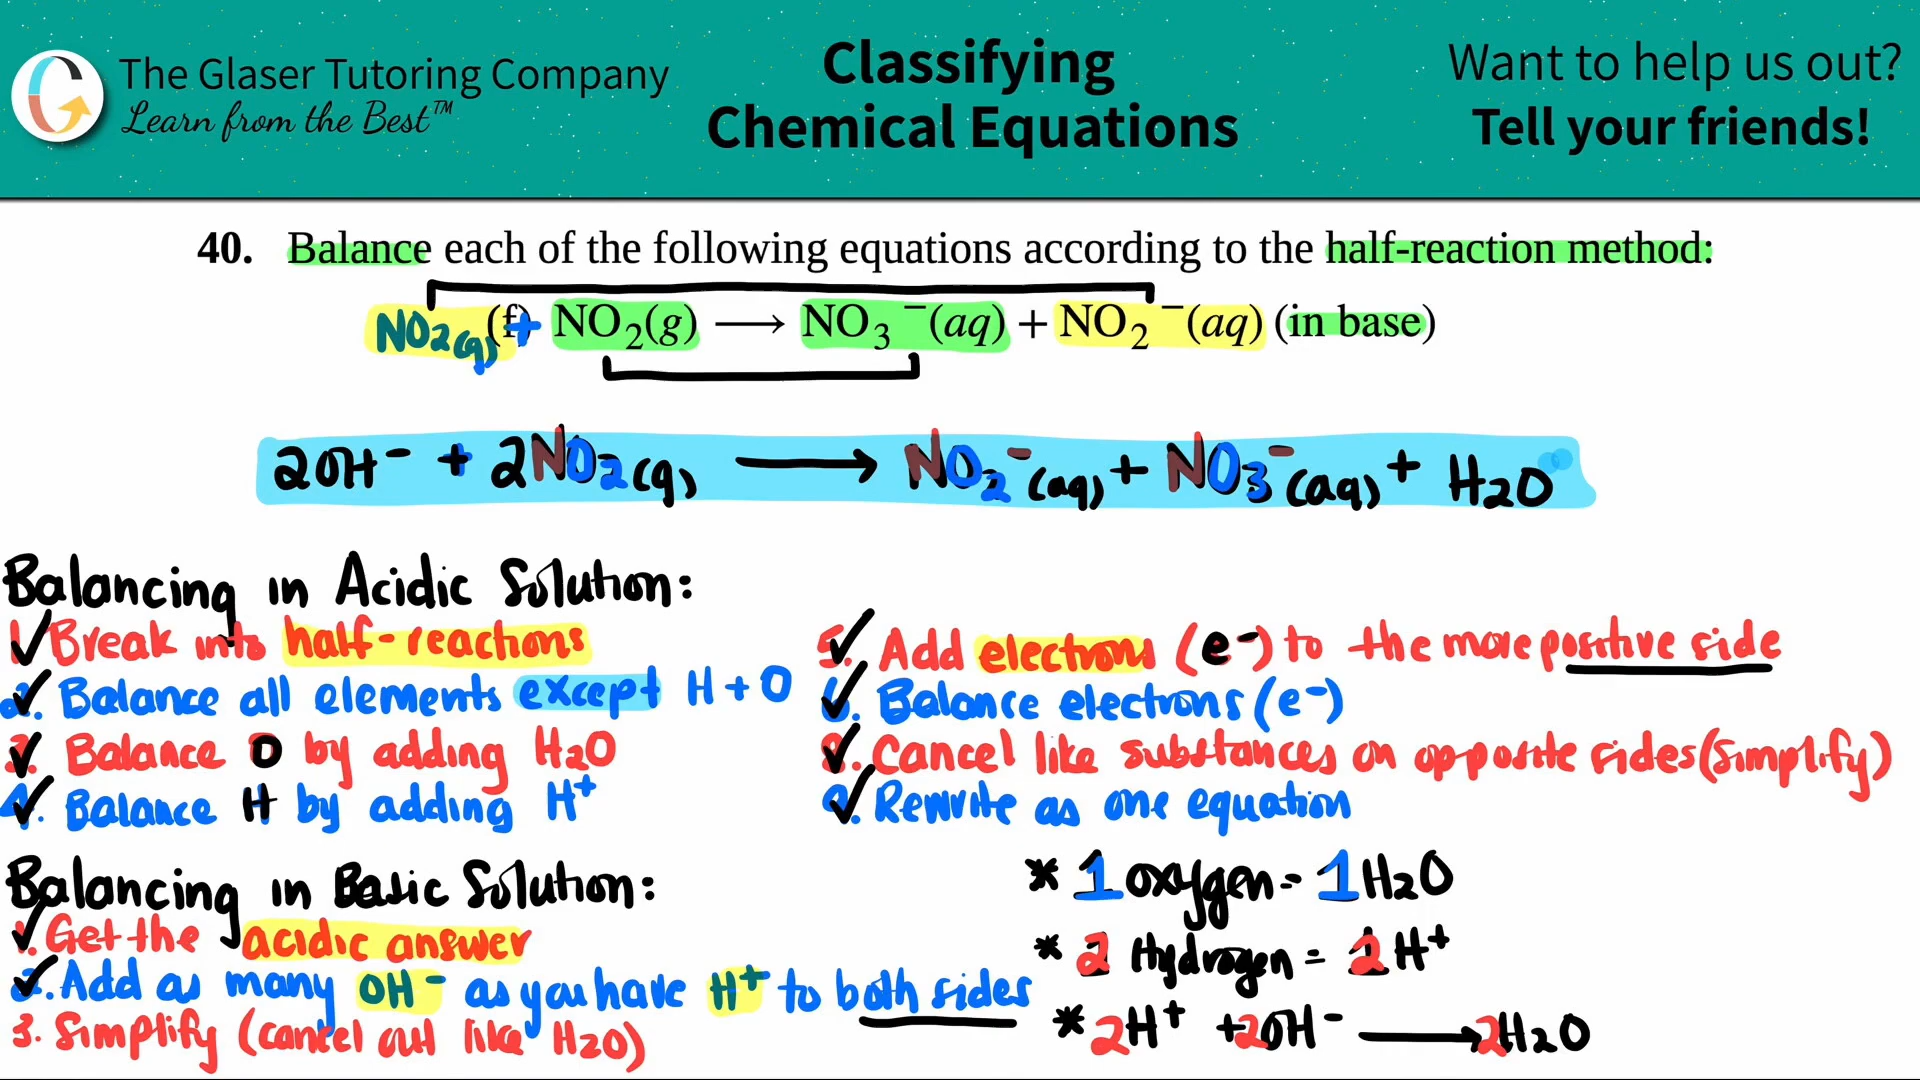 The Glaser Tutoring Company
Learn from the Best™
Classifying
Chemical Equations
Want to help us out?
Tell your friends!
40. Balance each of the following equations according to the half-reaction method:
NO2(g) (f) + NO2(g) ⟶ NO3⁻(aq) + NO2⁻(aq) (in base)
2OH⁻ + 2NO2(g) ⟶ NO2⁻(aq) + NO3⁻(aq) + H2O
Balancing in Acidic Solution:
1. Break into half-reactions
2. Balance all elements except H + O
3. Balance O by adding H2O
4. Balance H by adding H⁺
5. Add electrons (e⁻) to the more positive side
6. Balance electrons (e⁻)
8. Cancel like substances on opposite sides (simplify)
9. Rewrite as one equation
Balancing in Basic Solution:
1. Get the acidic answer
2. Add as many OH⁻ as you have H⁺ to both sides
3. Simplify (cancel out like H2O)
* 1 oxygen = 1 H2O
* 2 Hydrogen = 2 H⁺
* 2H⁺ + 2OH⁻ ⟶ 2H2O